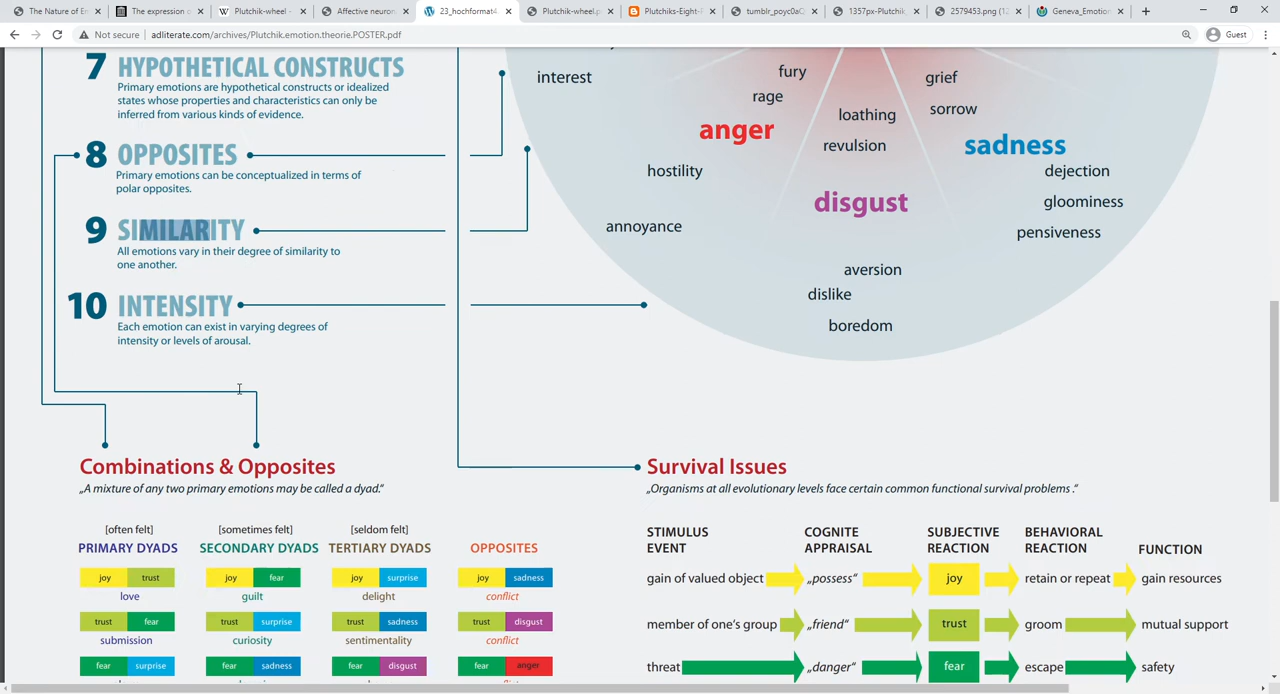 The Nature of E
The expression o
Plutchik-wheel -
Affective neuron
23_hochformat4.
Plutchik-wheel.p
Plutchiks-Eight-P
tumblr_poyc0aC
1357px-Plutchik
2579453.png (12
Geneva_Emotion
Not secure | adliterate.com/archives/Plutchik.emotion.theorie.POSTER.pdf
Guest
7 HYPOTHETICAL CONSTRUCTS
Primary emotions are hypothetical constructs or idealized
states whose properties and characteristics can only be
inferred from various kinds of evidence.
8 OPPOSITES
Primary emotions can be conceptualized in terms of
polar opposites.
9 SIMILARITY
All emotions vary in their degree of similarity to
one another.
10 INTENSITY
Each emotion can exist in varying degrees of
intensity or levels of arousal.
interest
fury
rage
anger
hostility
annoyance
loathing
revulsion
disgust
aversion
dislike
boredom
grief
sorrow
sadness
dejection
gloominess
pensiveness
Combinations & Opposites
„A mixture of any two primary emotions may be called a dyad.“
[often felt] [sometimes felt] [seldom felt]
PRIMARY DYADS SECONDARY DYADS TERTIARY DYADS OPPOSITES
joy trust joy fear joy surprise joy sadness
love guilt delight conflict
trust fear trust surprise trust sadness trust disgust
submission curiosity sentimentality conflict
fear surprise fear sadness fear disgust fear anger
Survival Issues
„Organisms at all evolutionary levels face certain common functional survival problems .“
STIMULUS COGNITE SUBJECTIVE BEHAVIORAL
EVENT APPRAISAL REACTION REACTION FUNCTION
gain of valued object „possess“ joy retain or repeat gain resources
member of one's group „friend“ trust groom mutual support
threat „danger“ fear escape safety